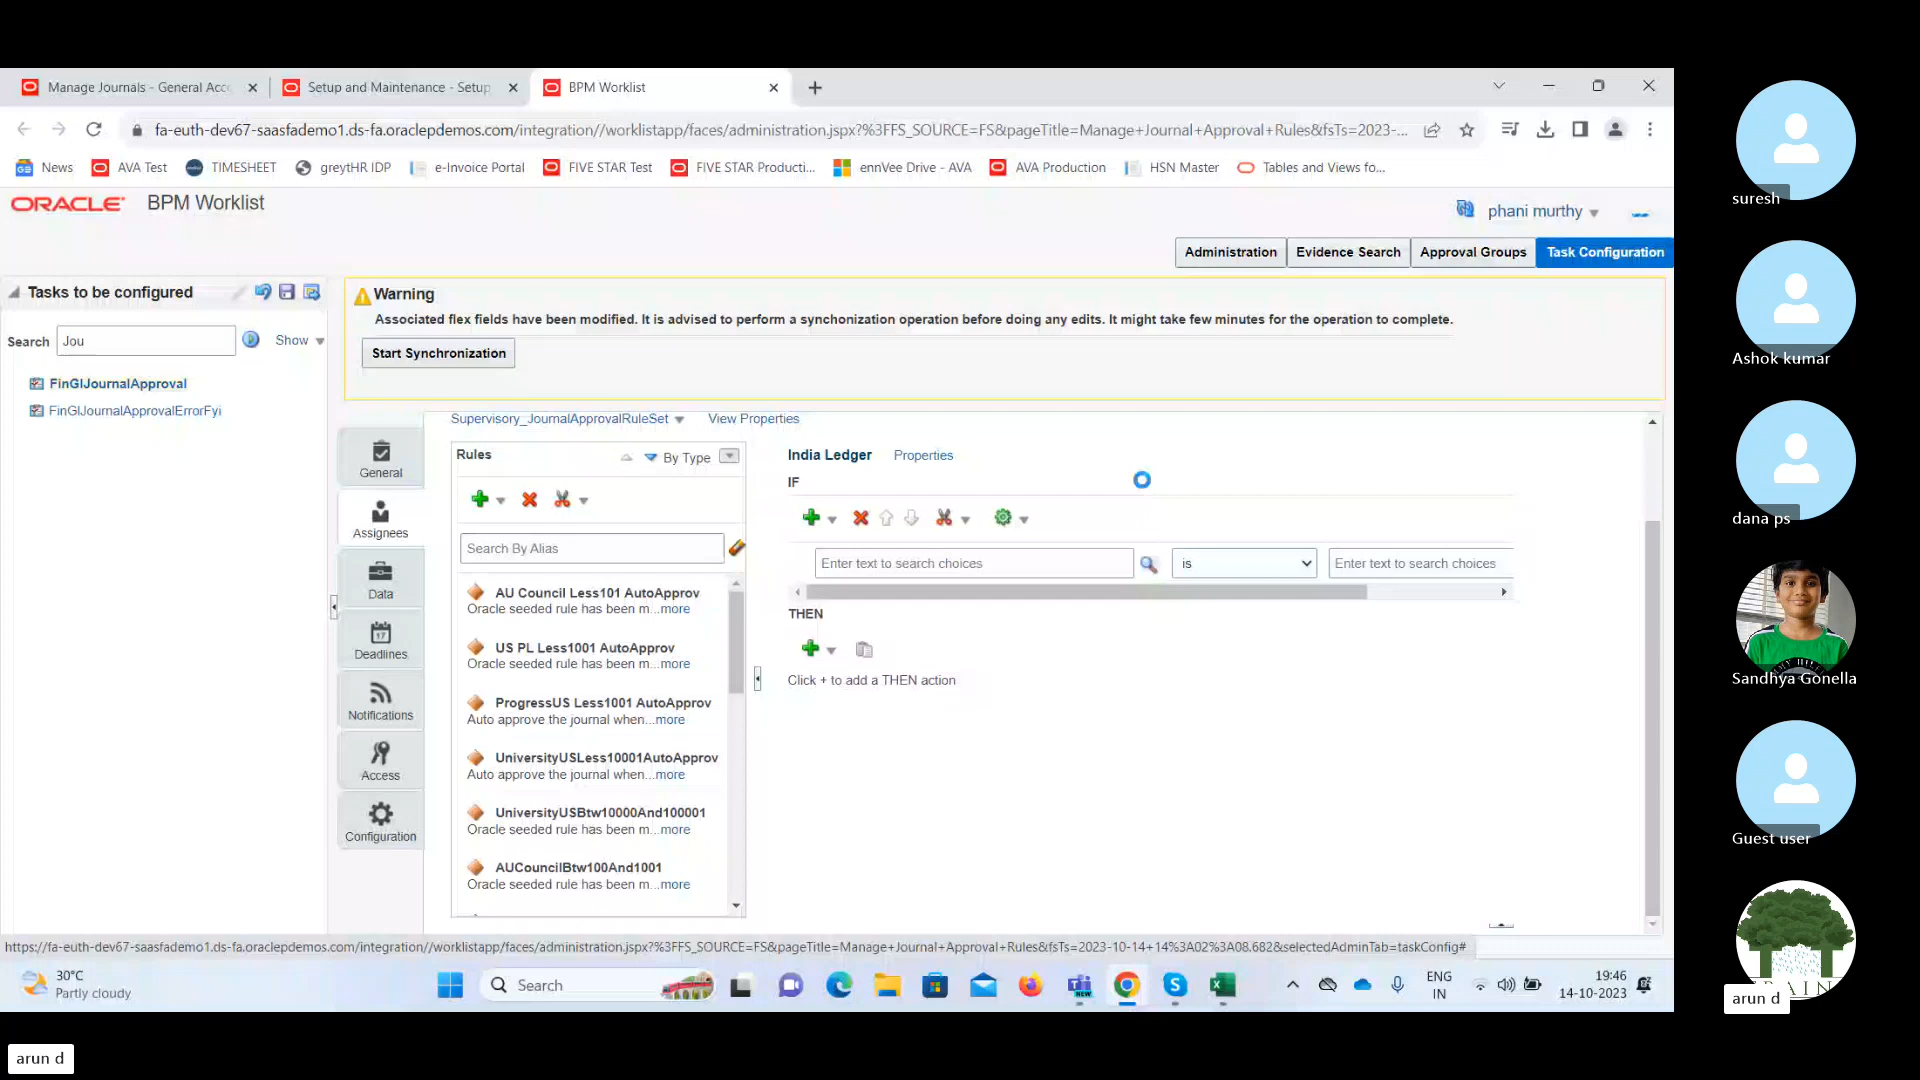 Manage Journals - General Acc
Setup and Maintenance - Setup
BPM Worklist
fa-euth-dev67-saasfademo1.ds-fa.oraclepdemos.com/integration//worklistapp/faces/administration.jspx?%3FFS_SOURCE=FS&pageTitle=Manage+Journal+Approval+Rules&fsTs=2023-...
News
AVA Test
TIMESHEET
greytHR IDP
e-Invoice Portal
FIVE STAR Test
FIVE STAR Producti...
ennVee Drive - AVA
AVA Production
HSN Master
Tables and Views fo...
ORACLE BPM Worklist
phani murthy
Administration
Evidence Search
Approval Groups
Task Configuration
Tasks to be configured
Search
Jou
Show
FinGlJournalApproval
FinGlJournalApprovalErrorFyi
Warning
Associated flex fields have been modified. It is advised to perform a synchonization operation before doing any edits. It might take few minutes for the operation to complete.
Start Synchronization
General
Assignees
Data
Deadlines
Notifications
Access
Configuration
Supervisory_JournalApprovalRuleSet
View Properties
Rules
By Type
Search By Alias
AU Council Less101 AutoApprov
Oracle seeded rule has been m...more
US PL Less1001 AutoApprov
Oracle seeded rule has been m...more
ProgressUS Less1001 AutoApprov
Auto approve the journal when...more
UniversityUSLess10001AutoApprov
Auto approve the journal when...more
UniversityUSBtw10000And100001
Oracle seeded rule has been m...more
AUCouncilBtw100And1001
Oracle seeded rule has been m...more
India Ledger
Properties
IF
Enter text to search choices
is
Enter text to search choices
THEN
Click + to add a THEN action
https://fa-euth-dev67-saasfademo1.ds-fa.oraclepdemos.com/integration//worklistapp/faces/administration.jspx?%3FFS_SOURCE=FS&pageTitle=Manage+Journal+Approval+Rules&fsTs=2023-10-14+14%3A02%3A08.682&selectedAdminTab=taskConfig#
30°C
Partly cloudy
Search
ENG
IN
19:46
14-10-2023
suresh
Ashok kumar
dana ps
Sandhya Gonella
Guest user
arun d
arun d